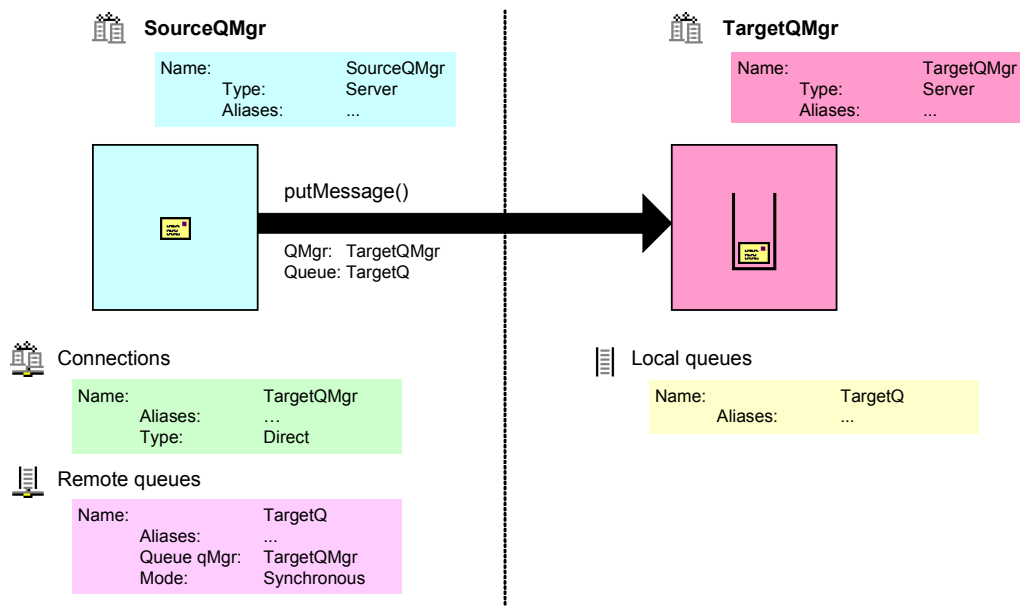 SourceQMgr
Name: SourceQMgr
Type: Server
Aliases: ...
putMessage()
QMgr: TargetQMgr
Queue: TargetQ
Connections
Name: TargetQMgr
Aliases: ...
Type: Direct
Remote queues
Name: TargetQ
Aliases: ...
Queue qMgr: TargetQMgr
Mode: Synchronous
TargetQMgr
Name: TargetQMgr
Type: Server
Aliases: ...
Local queues
Name: TargetQ
Aliases: ...